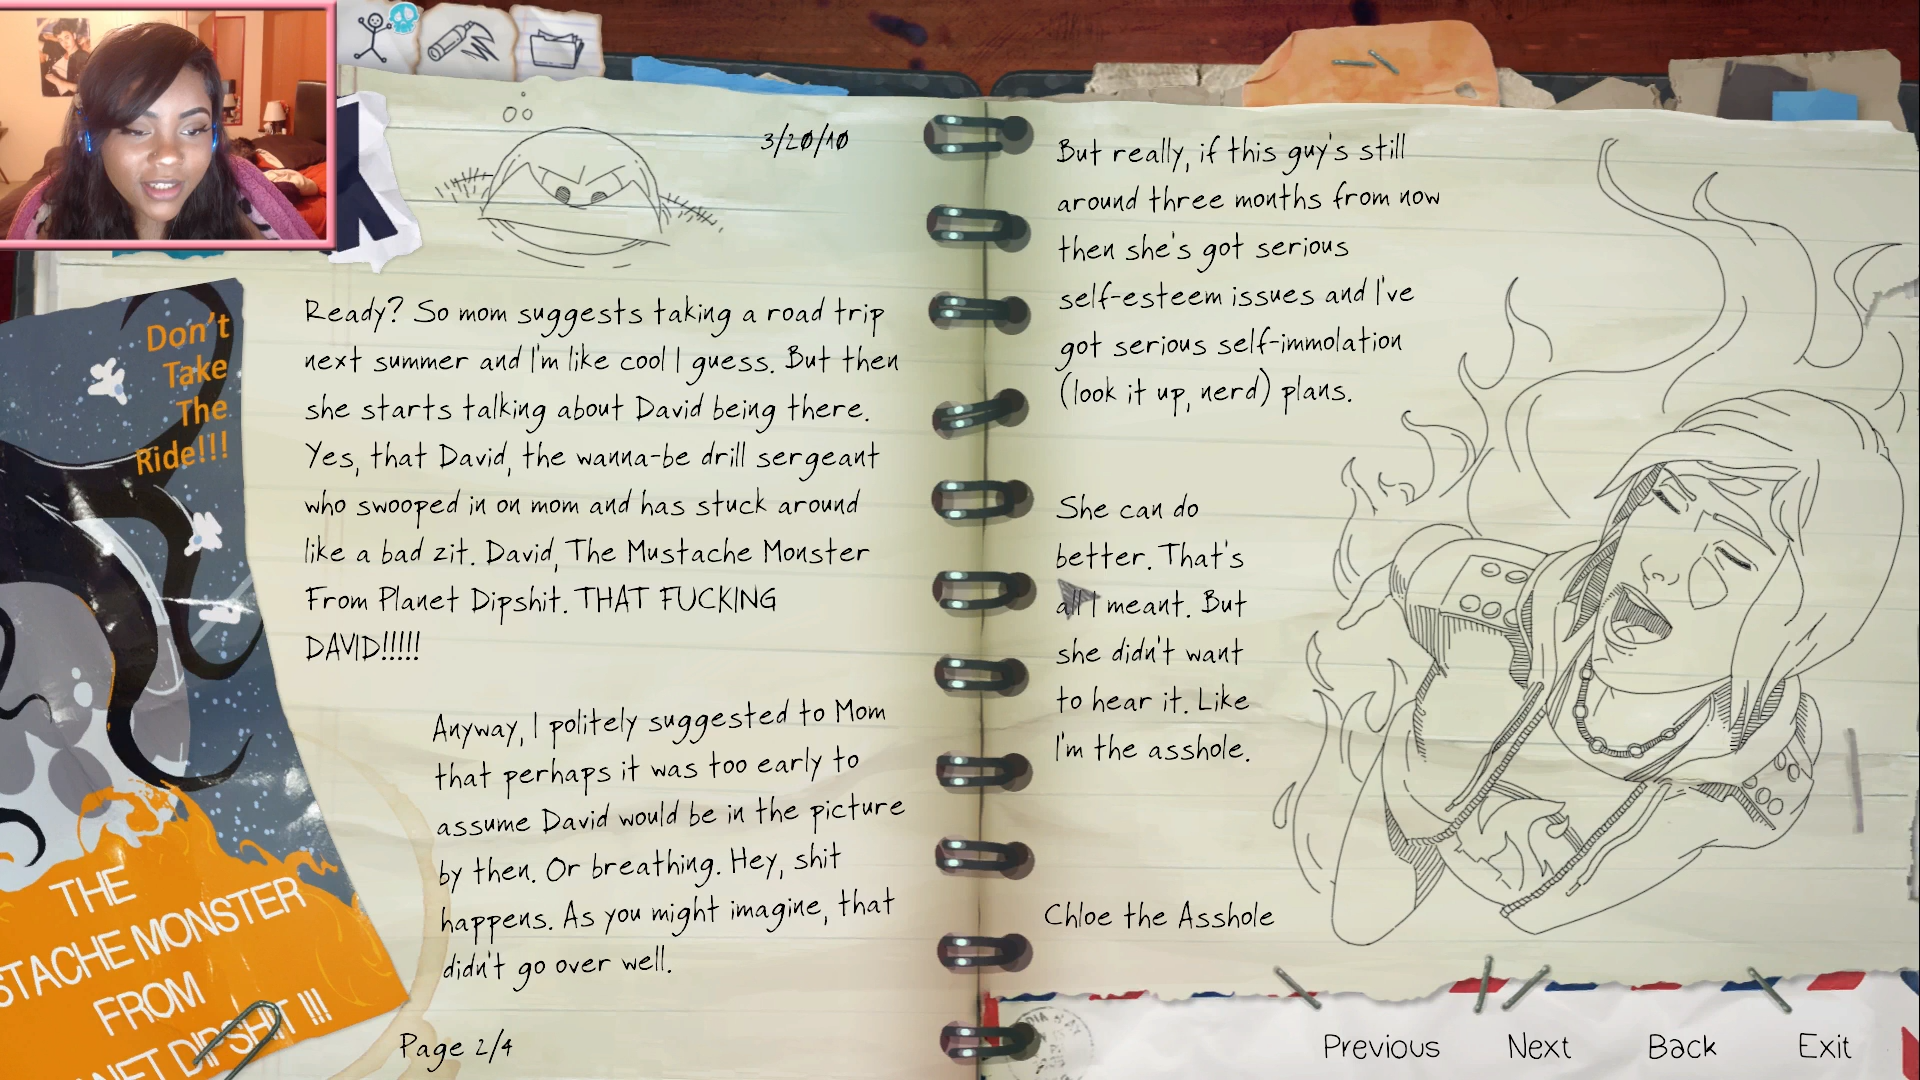 3/20/10
Don't
Take
The
Ride!!!
Ready? So mom suggests taking a road trip
next summer and I'm like cool I guess. But then
she starts talking about David being there.
Yes, that David, the wanna-be drill sergeant
who swooped in on mom and has stuck around
like a bad zit. David, The Mustache Monster
From Planet Dipshit. THAT FUCKING
DAVID!!!!!
Anyway, I politely suggested to Mom
that perhaps it was too early to
assume David would be in the picture
by then. Or breathing. Hey, shit
happens. As you might imagine, that
didn't go over well.
THE
STACHE MONSTER
FROM
NET DIPSHIT !!!
Page 2/4
But really, if this guy's still
around three months from now
then she's got serious
self-esteem issues and I've
got serious self-immolation
(look it up, nerd) plans.
She can do
better. That's
all I meant. But
she didn't want
to hear it. Like
I'm the asshole.
Chloe the Asshole
Previous
Next
Back
Exit